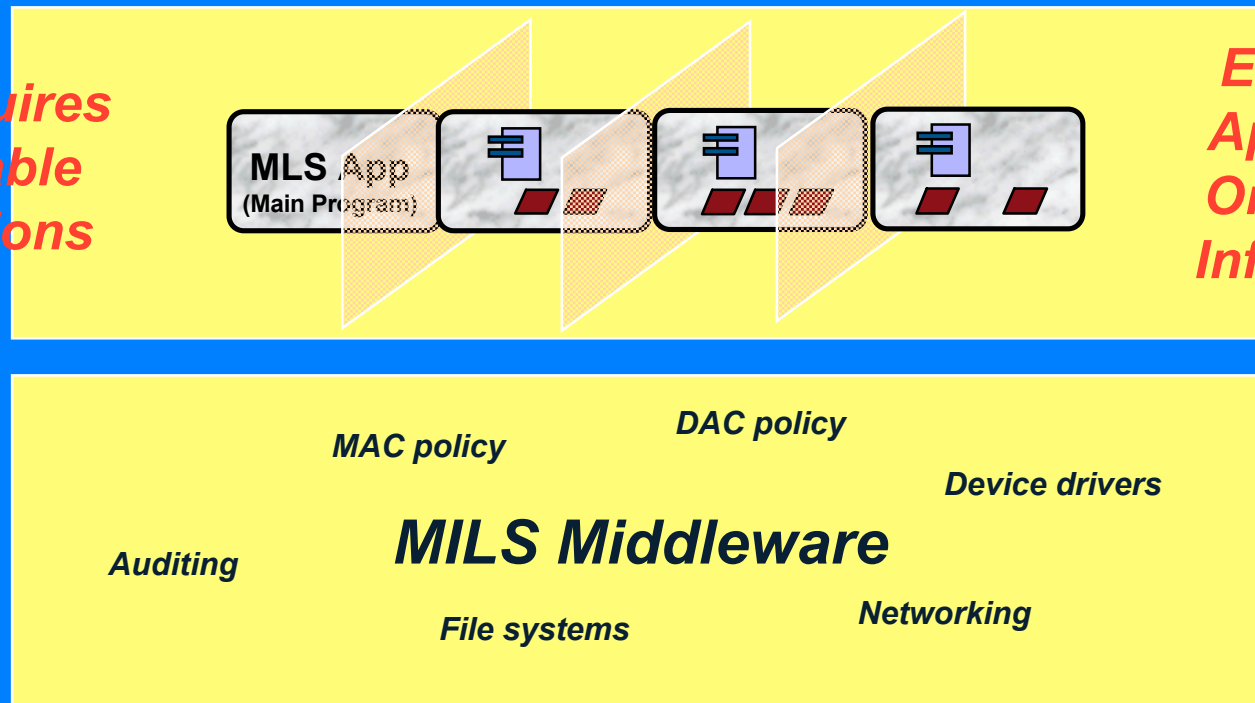 MLS App
(Main Program)
MAC policy
DAC policy
Device drivers
MILS Middleware
Auditing
File systems
Networking